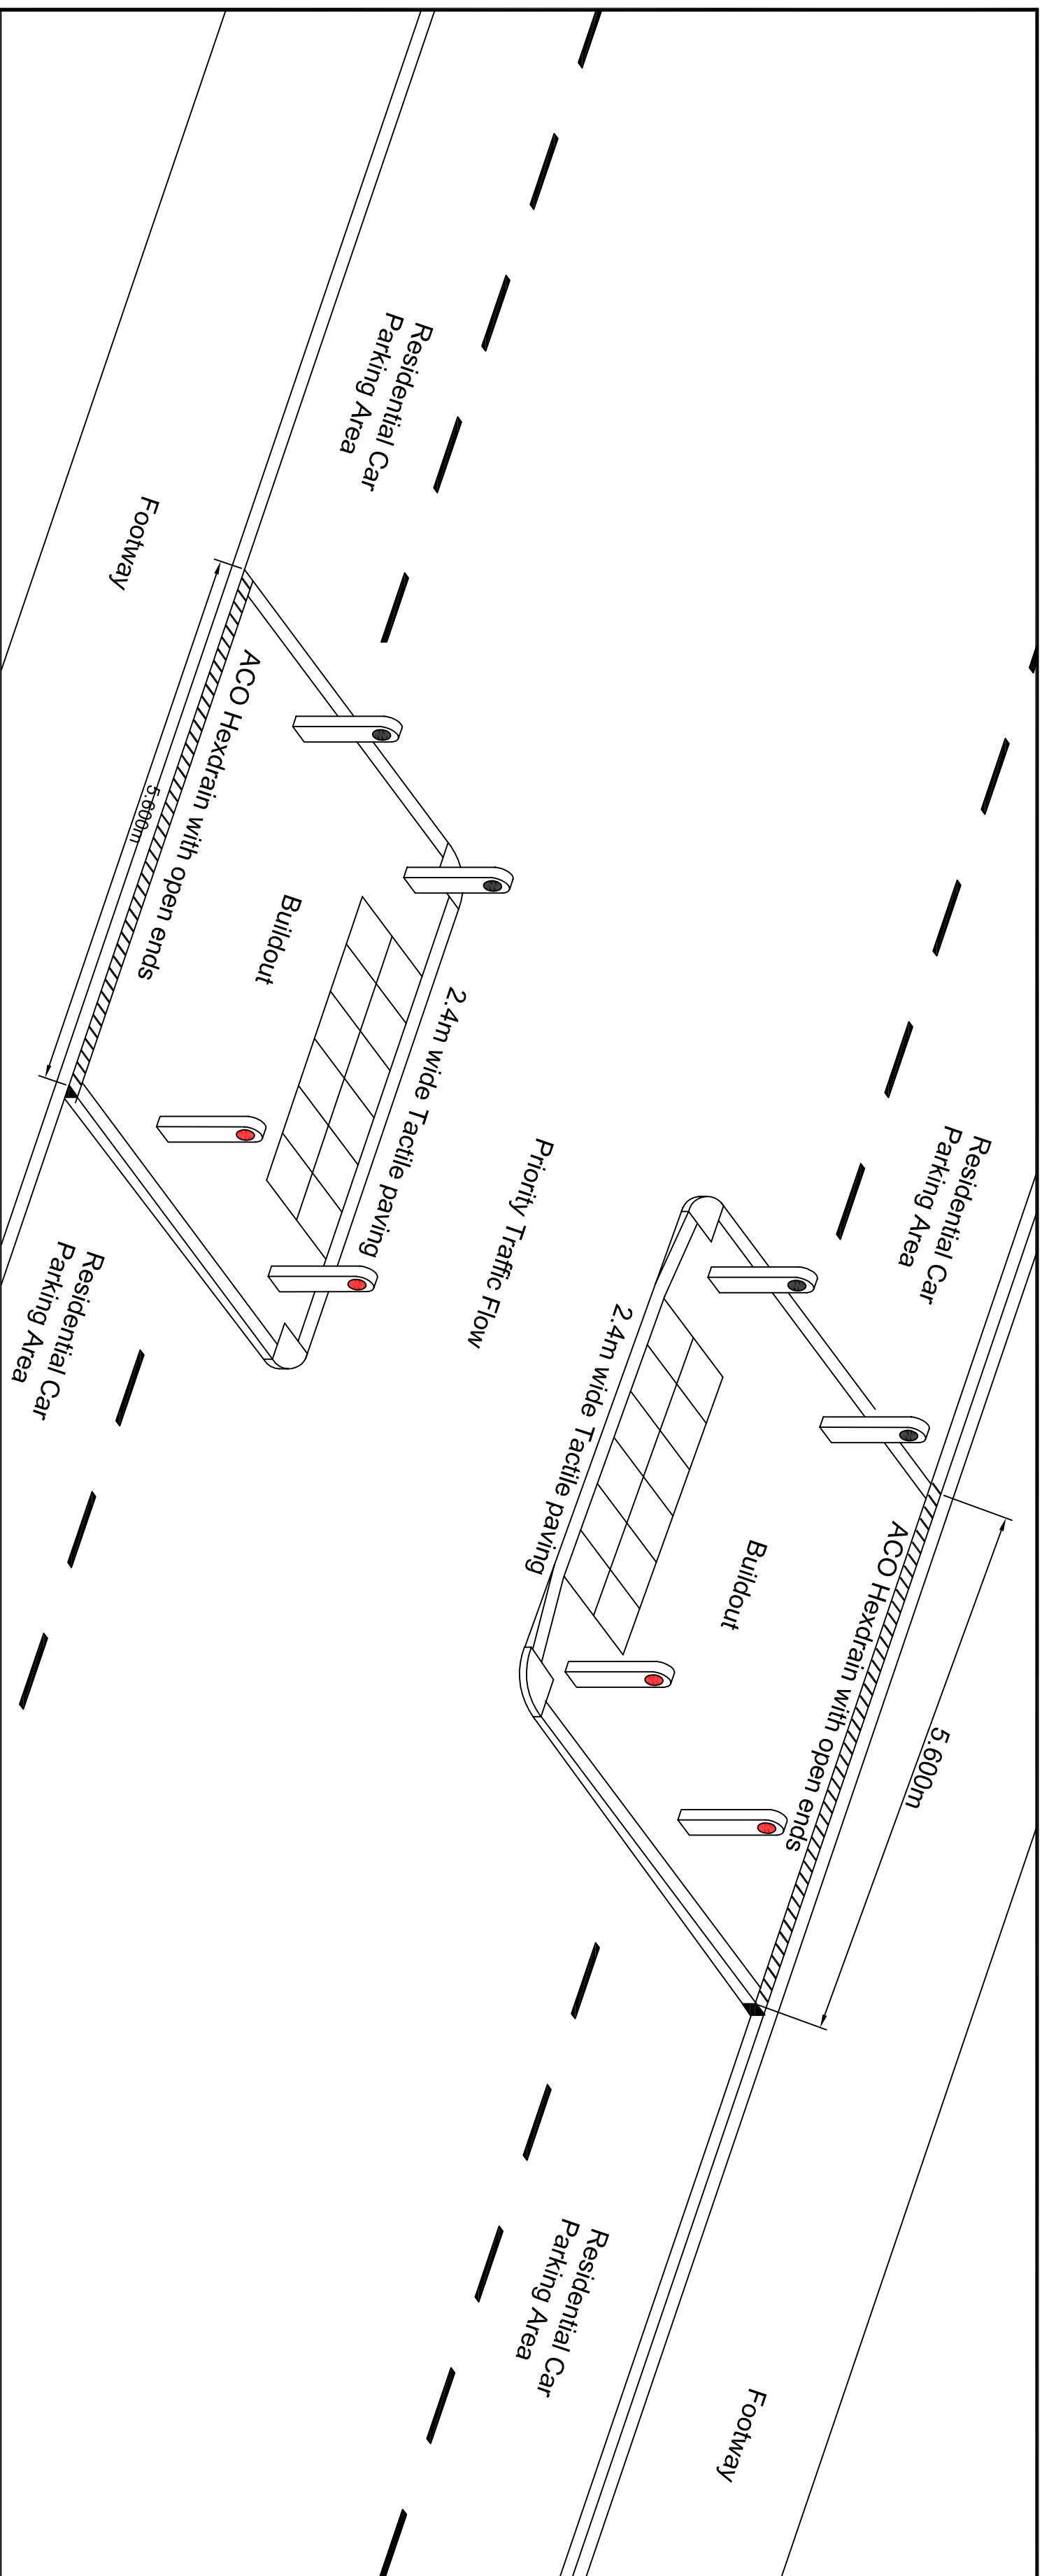 Residential Car
Parking Area
Footway
ACO Hexdrain with open ends
5.600m
Buildout
2.4m wide Tactile paving
Priority Traffic Flow
Residential Car
Parking Area
Residential Car
Parking Area
2.4m wide Tactile paving
Buildout
ACO Hexdrain with open ends
5.600m
Residential Car
Parking Area
Footway